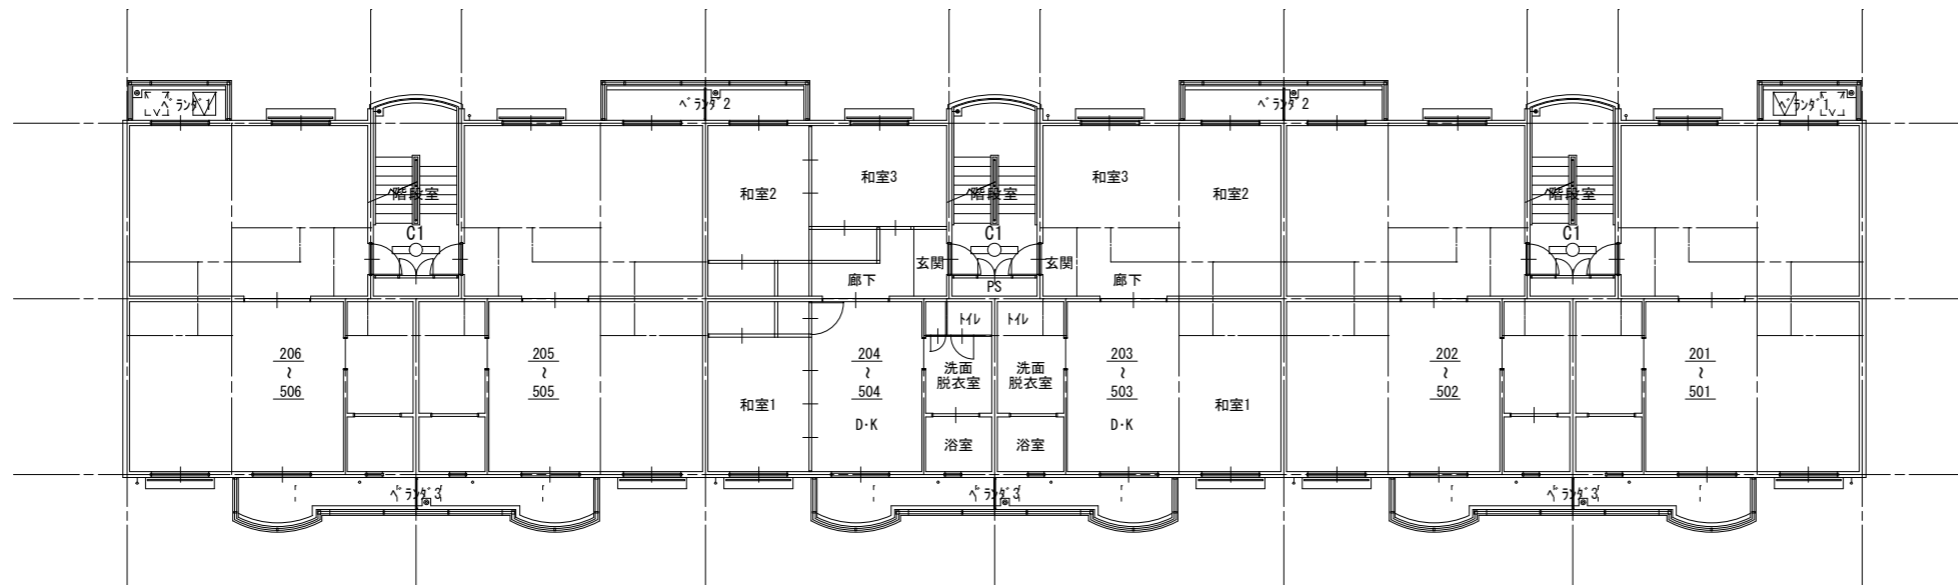 ベランダ1
ベランダ2
ベランダ2
ベランダ1
和室3
和室3
階段室
和室2
階段室
和室2
階段室
C1
C1
C1
玄関
玄関
廊下
廊下
PS
トイレ
トイレ
206
～
506
205
～
505
204
～
504
洗面
脱衣室
洗面
脱衣室
203
～
503
202
～
502
201
～
501
和室1
和室1
D・K
D・K
浴室
浴室
ベランダ3
ベランダ3
ベランダ3